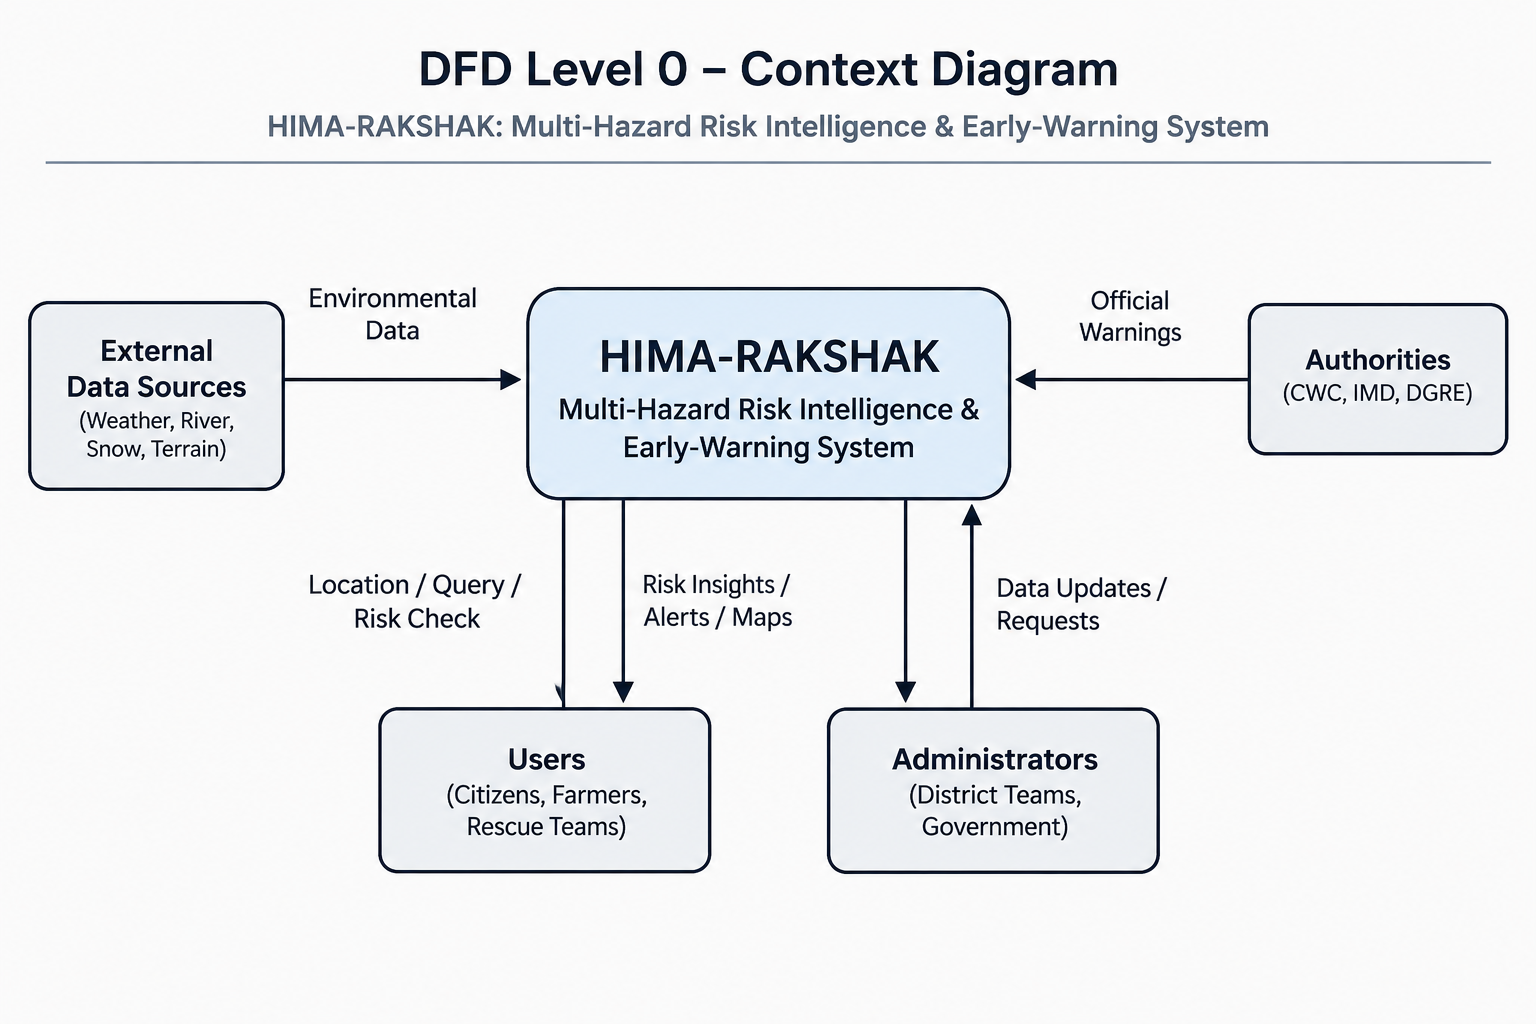 DFD Level 0 – Context Diagram
HIMA-RAKSHAK: Multi-Hazard Risk Intelligence & Early-Warning System
External
Data Sources
(Weather, River,
Snow, Terrain)
Environmental
Data
HIMA-RAKSHAK
Multi-Hazard Risk Intelligence &
Early-Warning System
Official
Warnings
Authorities
(CWC, IMD, DGRE)
Location / Query /
Risk Check
Risk Insights /
Alerts / Maps
Data Updates /
Requests
Users
(Citizens, Farmers,
Rescue Teams)
Administrators
(District Teams,
Government)